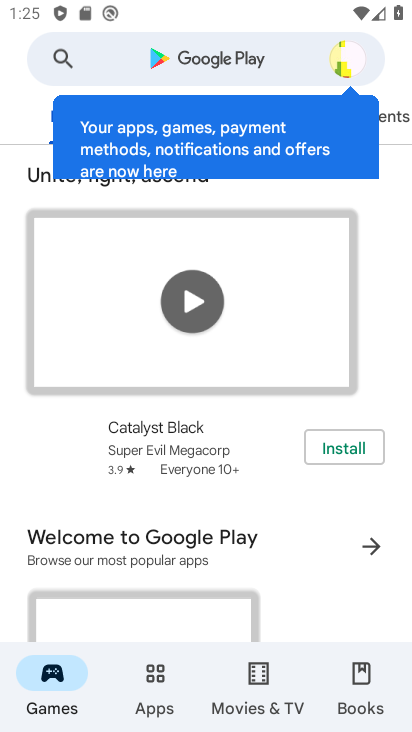 1:25
Google Play
Your apps, games, payment
methods, notifications and offers
are now here
Unite, fight, ascend
Catalyst Black
Super Evil Megacorp
3.9 ★ Everyone 10+
Install
Welcome to Google Play
Browse our most popular apps
Games
Apps
Movies & TV
Books